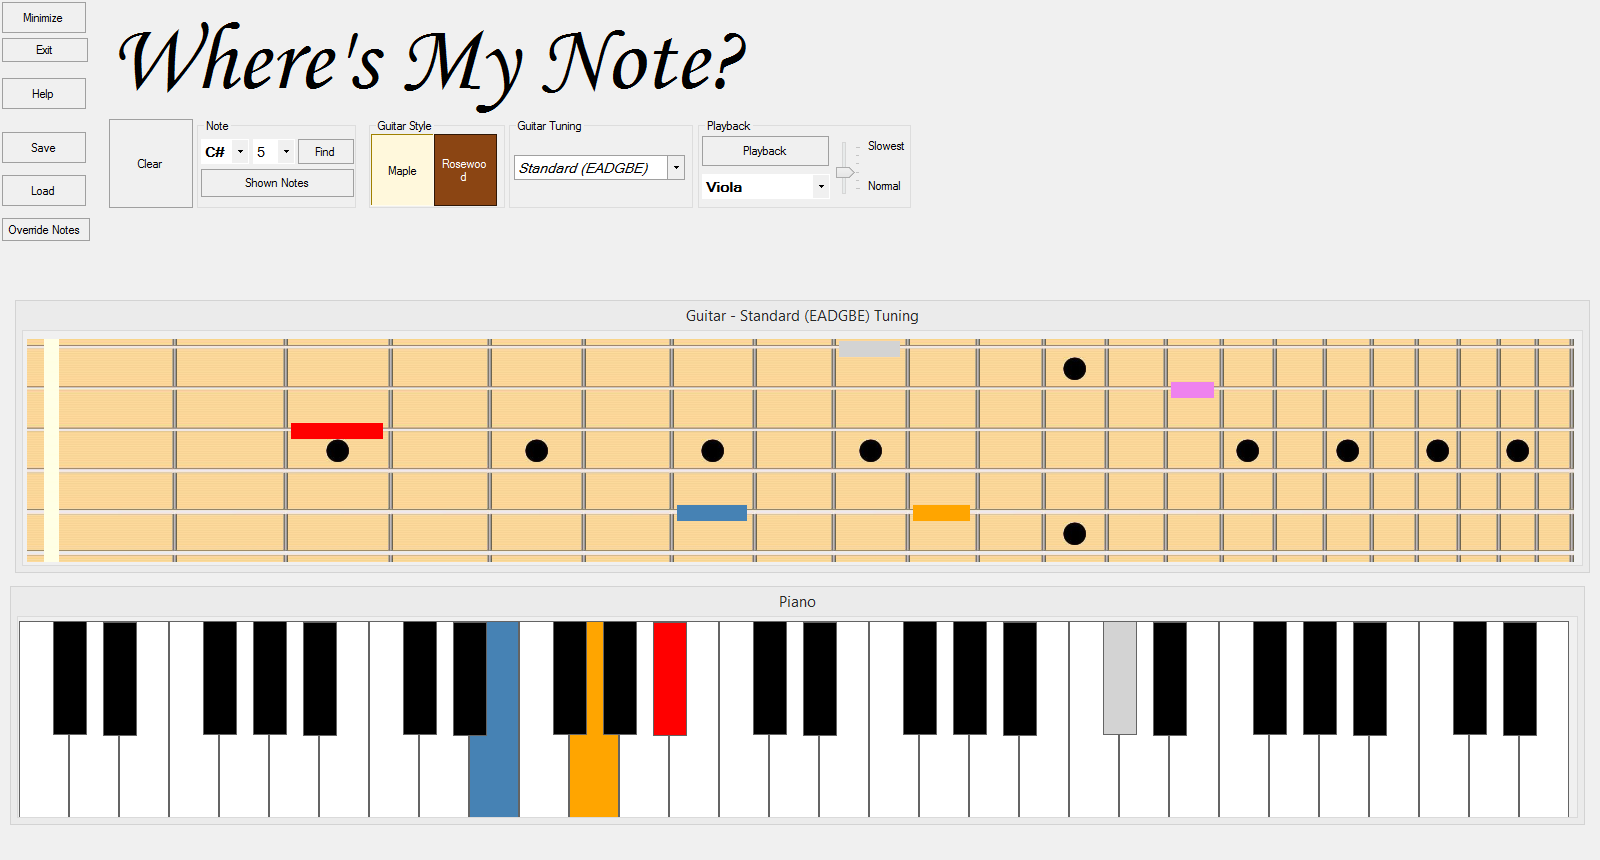 Minimize
Exit
Help
Save
Load
Override Notes
Where's My Note?
Clear
Note
C#
5
Find
Shown Notes
Guitar Style
Maple
Rosewoo
d
Guitar Tuning
Standard (EADGBE)
Playback
Playback
Viola
Slowest
Normal
Guitar - Standard (EADGBE) Tuning
Piano